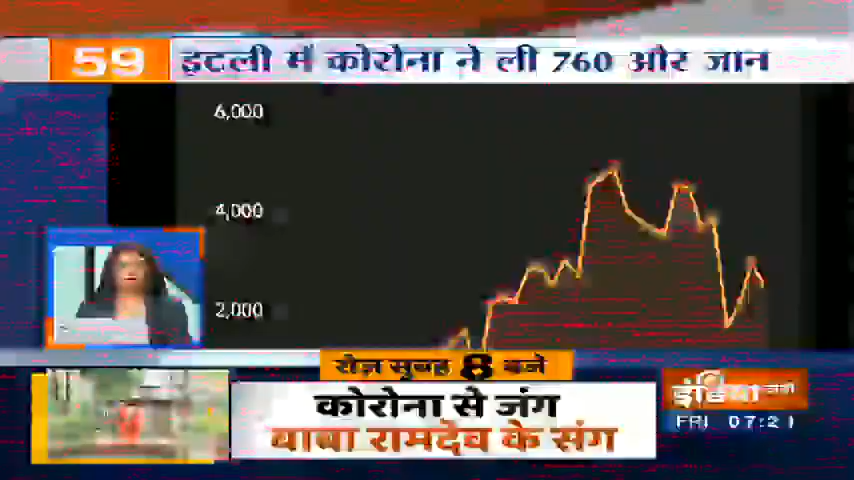 59 इटली में कोरोना ने ली 760 और जान
6,000
4,000
2,000
रोज़ सुबह 8 बजे
कोरोना से जंग
बाबा रामदेव के संग
इंडिया टीवी
FRI 07:21